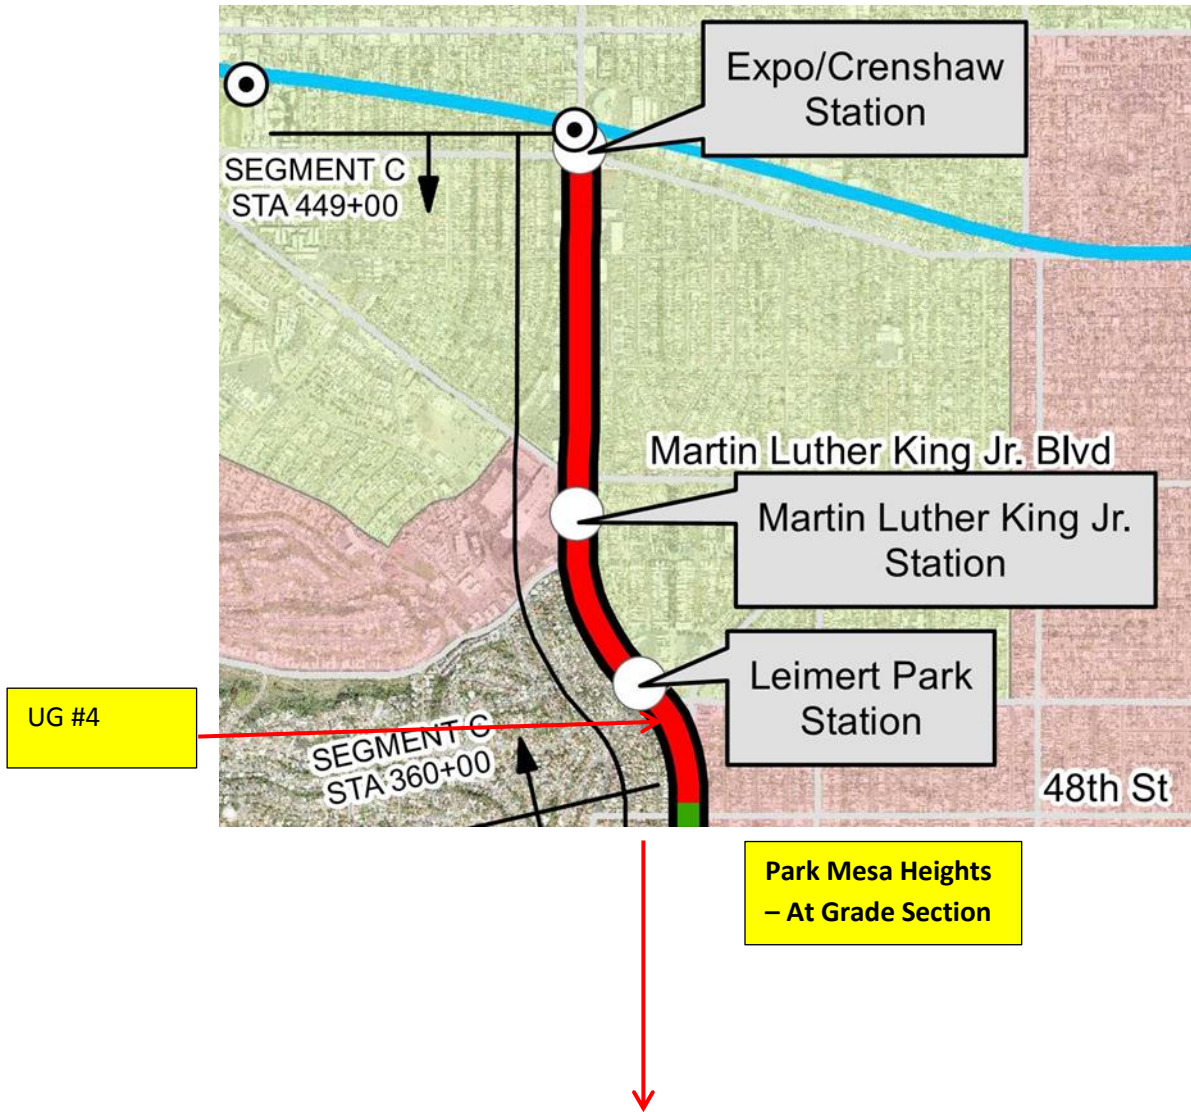 Expo/Crenshaw
Station
SEGMENT C
STA 449+00
Martin Luther King Jr. Blvd
Martin Luther King Jr.
Station
Leimert Park
Station
UG #4
SEGMENT C
STA 360+00
48th St
Park Mesa Heights
– At Grade Section